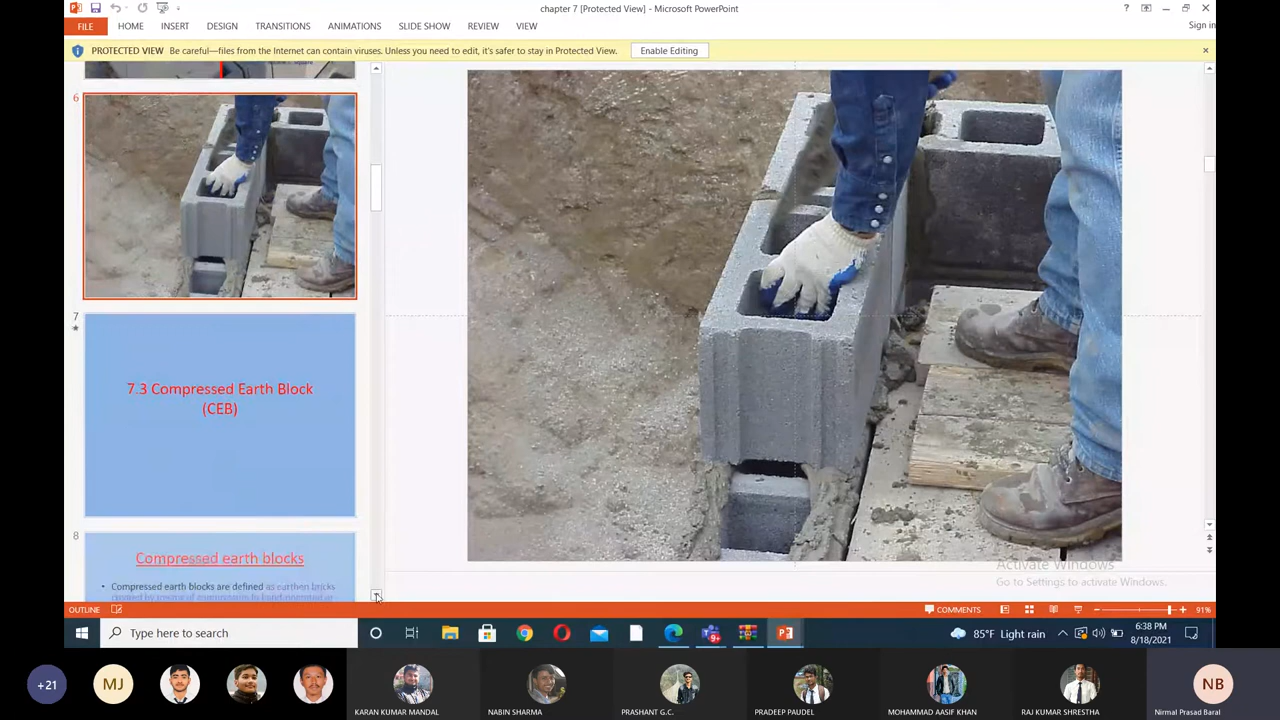 chapter 7 [Protected View] - Microsoft PowerPoint
FILE HOME INSERT DESIGN TRANSITIONS ANIMATIONS SLIDE SHOW REVIEW VIEW
Sign in
PROTECTED VIEW Be careful—files from the Internet can contain viruses. Unless you need to edit, it's safer to stay in Protected View. Enable Editing
6
7
7.3 Compressed Earth Block
(CEB)
8
Compressed earth blocks
• Compressed earth blocks are defined as earthen bricks
Activate Windows
Go to Settings to activate Windows.
OUTLINE COMMENTS 91%
Type here to search
9+
85°F Light rain
6:38 PM
8/18/2021
+21
MJ
KARAN KUMAR MANDAL
NABIN SHARMA
PRASHANT G.C.
PRADEEP PAUDEL
MOHAMMAD AASIF KHAN
RAJ KUMAR SHRESTHA
NB
Nirmal Prasad Baral